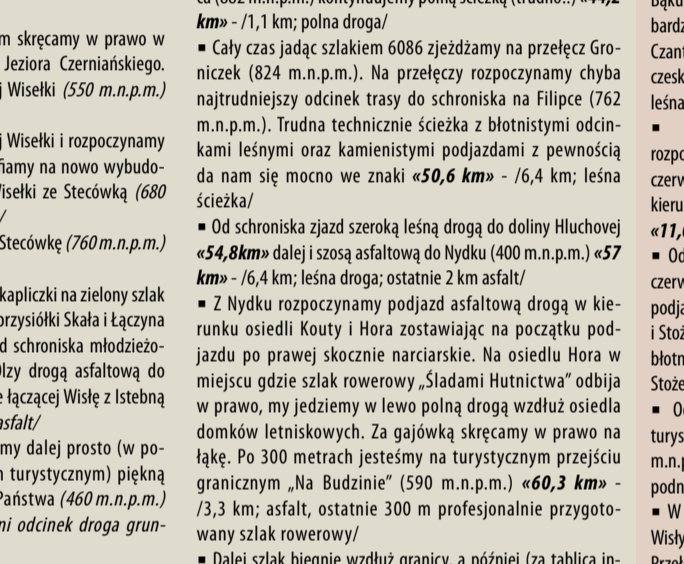 m skręcamy w prawo w
Jeziora Czerniańskiego.
j Wisełki (550 m.n.p.m.)
j Wisełki i rozpoczynamy
fiamy na nowo wybudo-
isełki ze Stecówką (680
/
Stecówkę (760 m.n.p.m.)
kapliczki na zielony szlak
przysiółki Skała i Łączyna
d schroniska młodzieżo-
lzy drogą asfaltową do
e łączącej Wisłę z Istebną
asfalt/
my dalej prosto (w po-
m turystycznym) piękną
Państwa (460 m.n.p.m.)
ni odcinek droga grun-
km» - /1,1 km; polna droga/
▪ Cały czas jadąc szlakiem 6086 zjeżdżamy na przełęcz Gro-
niczek (824 m.n.p.m.). Na przełęczy rozpoczynamy chyba
najtrudniejszy odcinek trasy do schroniska na Filipce (762
m.n.p.m.). Trudna technicznie ścieżka z błotnistymi odcin-
kami leśnymi oraz kamienistymi podjazdami z pewnością
da nam się mocno we znaki «50,6 km» - /6,4 km; leśna
ścieżka/
▪ Od schroniska zjazd szeroką leśną drogą do doliny Hluchovej
«54,8km» dalej i szosą asfaltową do Nydku (400 m.n.p.m.) «57
km» - /6,4 km; leśna droga; ostatnie 2 km asfalt/
▪ Z Nydku rozpoczynamy podjazd asfaltową drogą w kie-
runku osiedli Kouty i Hora zostawiając na początku pod-
jazdu po prawej skocznie narciarskie. Na osiedlu Hora w
miejscu gdzie szlak rowerowy „Śladami Hutnictwa" odbija
w prawo, my jedziemy w lewo polną drogą wzdłuż osiedla
domków letniskowych. Za gajówką skręcamy w prawo na
łąkę. Po 300 metrach jesteśmy na turystycznym przejściu
granicznym „Na Budzinie" (590 m.n.p.m.) «60,3 km» -
/3,3 km; asfalt, ostatnie 300 m profesjonalnie przygoto-
wany szlak rowerowy/
▪ Dalej szlak biegnie wzdłuż granicy, a później (za tablicą in-
bardz
Czant
czesk
leśna
▪
rozpo
czerw
kieru
«11,
▪ Od
czerw
podja
i Stoż
błotn
Stoże
▪ O
turys
m.n.p
podn
▪ W
Wisły